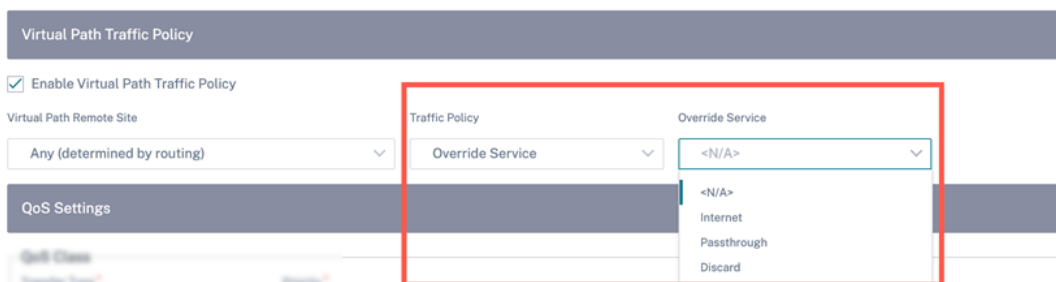 Virtual Path Traffic Policy
Enable Virtual Path Traffic Policy
Virtual Path Remote Site Traffic Policy Override Service
Any (determined by routing) Override Service <N/A>
<N/A>
QoS Settings
Internet
Passthrough
Discard